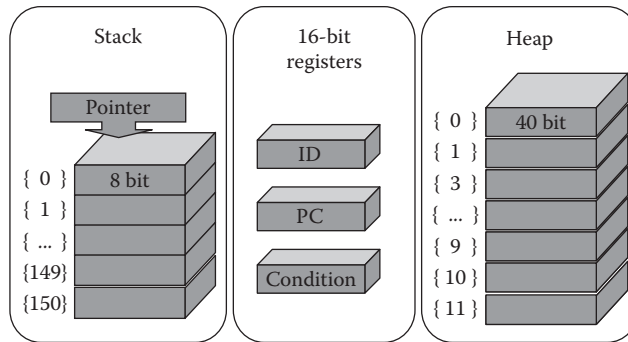 Stack
Pointer
{ 0 }
8 bit
{ 1 }
{ ... }
{149}
{150}
16-bit
registers
ID
PC
Condition
Heap
{ 0 }
40 bit
{ 1 }
{ 3 }
{ ... }
{ 9 }
{ 10 }
{ 11 }